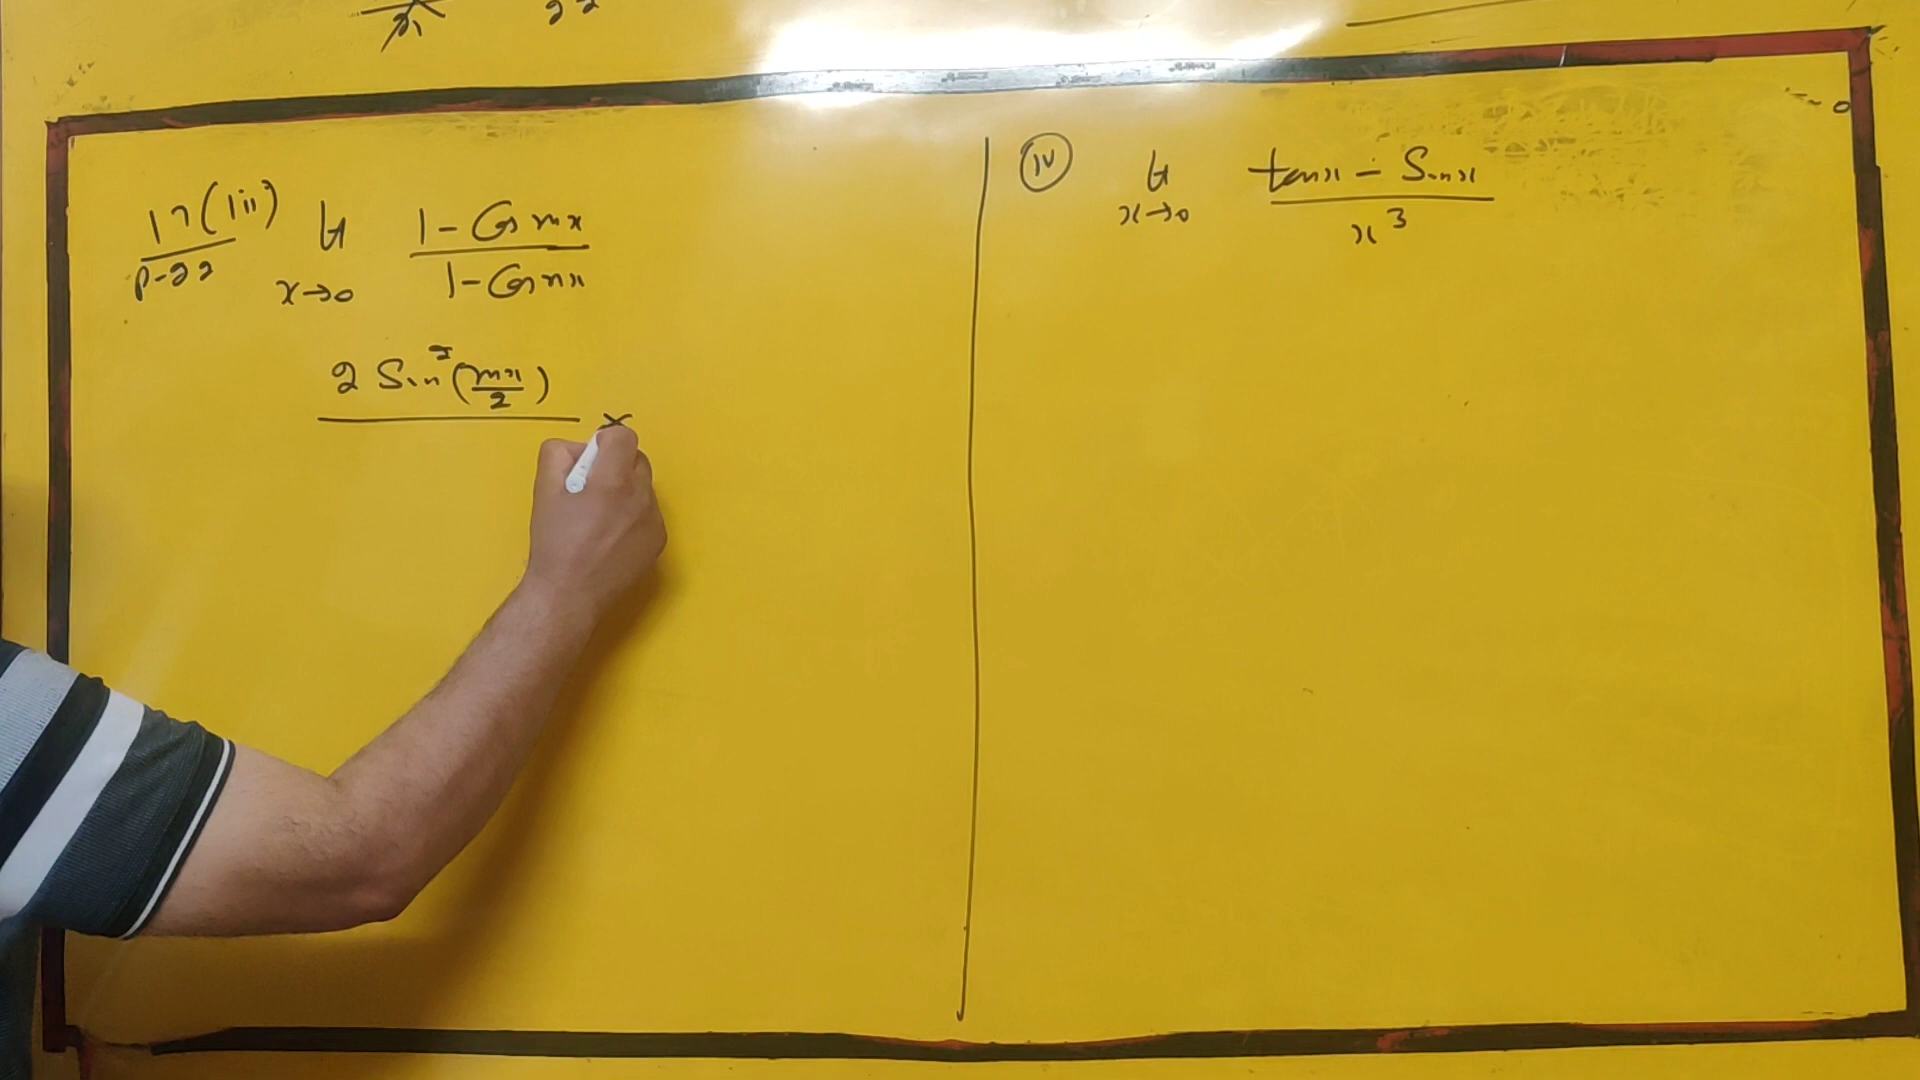 17(iii) lt x→0 (1 - Cos mx)/(1 - Cos nx)
P-22
2 Sin²(mx/2) ×
(iv) lt x→0 (tanx - Sinx)/x³